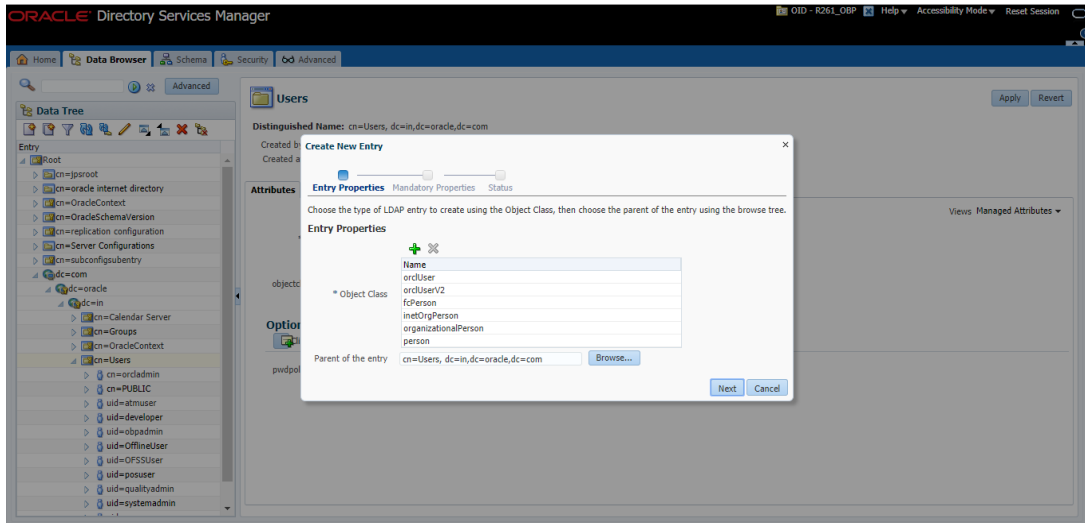 ORACLE Directory Services Manager
OID - R261_OBP Help Accessibility Mode Reset Session
Home Data Browser Schema Security Advanced
Advanced
Data Tree
Entry
Root
cn=jpsroot
cn=oracle internet directory
cn=OracleContext
cn=OracleSchemaVersion
cn=replication configuration
cn=Server Configurations
cn=subconfigsubentry
dc=com
dc=oracle
dc=in
cn=Calendar Server
cn=Groups
cn=OracleContext
cn=Users
cn=orcladmin
cn=PUBLIC
uid=atmuser
uid=developer
uid=obpadmin
uid=OfflineUser
uid=OFSSUser
uid=posuser
uid=qualityadmin
uid=systemadmin
Users
Apply Revert
Distinguished Name: cn=Users, dc=in,dc=oracle,dc=com
Created b
Created a
Attributes
Views Managed Attributes
objectc
Option
pwdpol
Create New Entry
Entry Properties Mandatory Properties Status
Choose the type of LDAP entry to create using the Object Class, then choose the parent of the entry using the browse tree.
Entry Properties
Name
* Object Class
orclUser
orclUserV2
fcPerson
inetOrgPerson
organizationalPerson
person
Parent of the entry cn=Users, dc=in,dc=oracle,dc=com Browse...
Next Cancel